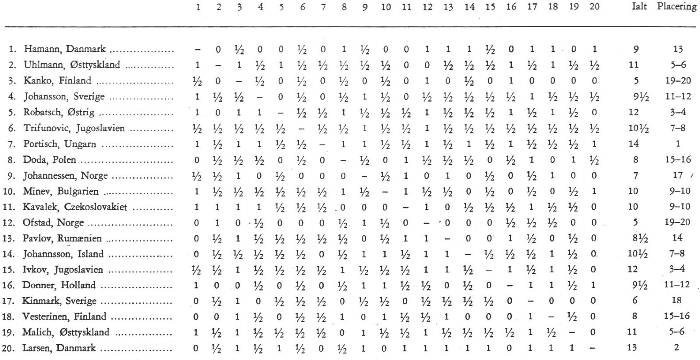 1 2 3 4 5 6 7 8 9 10 11 12 13 14 15 16 17 18 19 20 Ialt Placering
1. Hamann, Danmark .................. – 0 ½ 0 0 ½ 0 1 ½ 0 0 1 1 1 ½ 0 1 1 0 1 9 13
2. Uhlmann, Østtyskland .............. 1 – 1 ½ 1 ½ ½ ½ ½ ½ 0 0 ½ ½ ½ 1 ½ 1 ½ ½ 11 5–6
3. Kanko, Finland .................... ½ 0 – ½ 0 ½ 0 ½ 0 ½ 0 1 0 ½ 0 1 0 0 0 0 5 19–20
4. Johansson, Sverige ................ 1 ½ ½ – 0 ½ 0 ½ 1 ½ 0 ½ ½ ½ ½ ½ 1 ½ ½ ½ 9½ 11–12
5. Robatsch, Østrig .................. 1 0 1 1 – ½ ½ 1 ½ ½ ½ 1 ½ ½ ½ 1 ½ 1 ½ 0 12 3–4
6. Trifunovic, Jugoslavien ........... ½ ½ ½ ½ ½ – ½ ½ 1 ½ ½ 1 ½ ½ ½ ½ ½ ½ ½ ½ 10½ 7–8
7. Portisch, Ungarn .................. 1 ½ 1 1 ½ ½ – 1 1 ½ ½ ½ ½ 1 ½ 1 1 ½ ½ 1 14 1
8. Doda, Polen ....................... 0 ½ ½ ½ 0 ½ 0 – ½ 0 1 ½ ½ ½ 0 ½ 1 0 1 ½ 8 15–16
9. Johannessen, Norge ................ ½ ½ 1 0 ½ 0 0 ½ – ½ 1 0 1 0 ½ 0 ½ 0 ½ 0 7 17
10. Minev, Bulgarien ................. 1 ½ ½ ½ ½ ½ ½ 1 ½ – 1 ½ ½ 0 ½ 0 ½ 1 ½ 0 10 9–10
11. Kavalek, Czekoslovakiet .......... 1 1 1 1 ½ ½ ½ 0 0 0 – 1 0 ½ ½ ½ 1 ½ ½ 0 10 9–10
12. Ofstad, Norge .................... 0 1 0 ½ 0 0 ½ ½ 1 ½ 0 – 0 0 0 ½ ½ ½ 0 0 5 19–20
13. Pavlov, Rumænien ................. 0 ½ 1 ½ ½ ½ ½ ½ 0 ½ 1 1 – 0 0 1 ½ 0 ½ 0 8½ 14
14. Johannsson, Island ............... 0 ½ ½ ½ ½ ½ 0 ½ 1 1 ½ 1 1 – ½ ½ ½ 1 ½ 0 10½ 7–8
15. Ivkov, Jugoslavien ............... ½ ½ 1 ½ ½ ½ ½ 1 ½ ½ ½ 1 1 ½ – 1 ½ 1 ½ 0 12 3–4
16. Donner, Holland .................. 1 0 0 ½ 0 ½ 0 ½ 1 1 ½ ½ 0 ½ 0 – 1 1 ½ 1 9½ 11–12
17. Kinmark, Sverige ................. 0 ½ 1 0 ½ ½ 0 0 ½ ½ 0 ½ ½ ½ ½ 0 – 0 0 0 6 18
18. Vesterinen, Finland .............. 0 0 1 ½ 0 ½ ½ 1 1 0 ½ ½ 1 0 0 0 1 – ½ 0 8 15–16
19. Malich, Østtyskland .............. 1 ½ 1 ½ ½ ½ ½ 0 ½ ½ ½ 1 ½ ½ ½ ½ 1 ½ – 0 11 5–6
20. Larsen, Danmark .................. 0 ½ 1 ½ 1 ½ 0 ½ 1 1 1 1 1 1 1 0 1 1 1 – 13 2